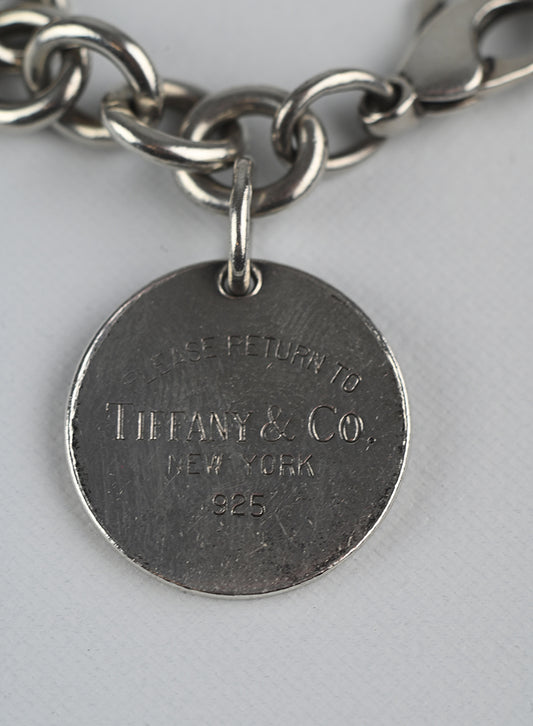 PLEASE RETURN TO
TIFFANY & CO.
NEW YORK
925